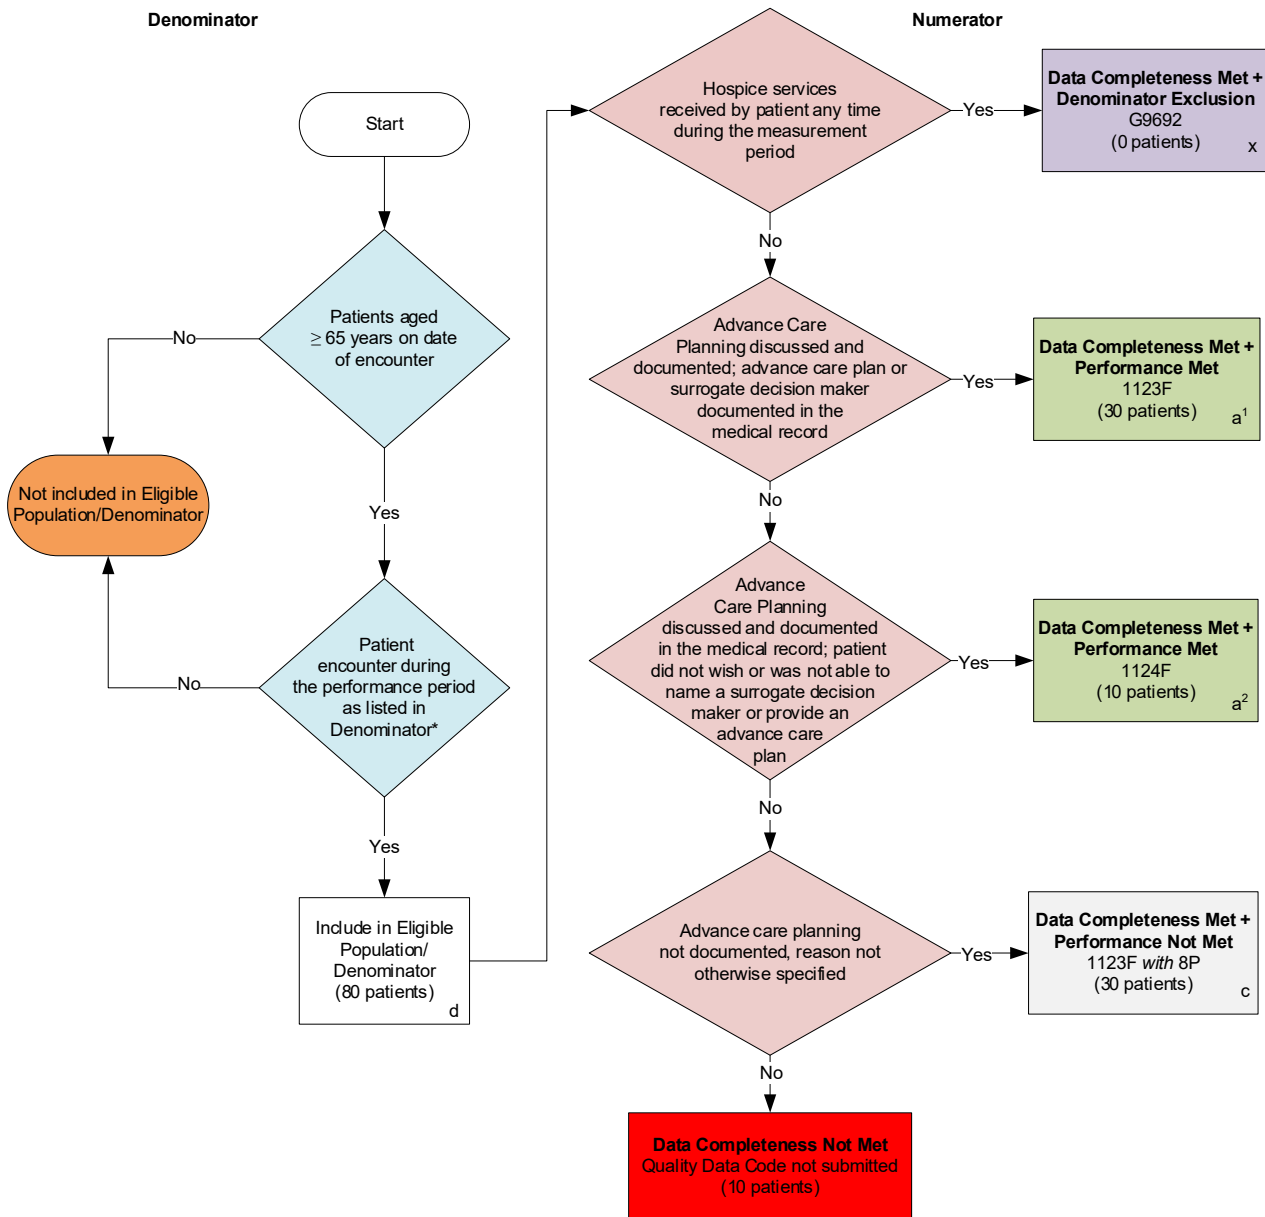 Denominator
Start
Patients aged
≥ 65 years on date
of encounter
No
Yes
Not included in Eligible
Population/Denominator
Patient
encounter during
the performance period
as listed in
Denominator*
No
Yes
Include in Eligible
Population/
Denominator
(80 patients)
d
Numerator
Hospice services
received by patient any time
during the measurement
period
Yes
Data Completeness Met +
Denominator Exclusion
G9692
(0 patients)
x
No
Advance Care
Planning discussed and
documented; advance care plan or
surrogate decision maker
documented in the
medical record
Yes
Data Completeness Met +
Performance Met
1123F
(30 patients)
a¹
No
Advance
Care Planning
discussed and documented
in the medical record; patient
did not wish or was not able to
name a surrogate decision
maker or provide an
advance care
plan
Yes
Data Completeness Met +
Performance Met
1124F
(10 patients)
a²
No
Advance care planning
not documented, reason not
otherwise specified
Yes
Data Completeness Met +
Performance Not Met
1123F with 8P
(30 patients)
c
No
Data Completeness Not Met
Quality Data Code not submitted
(10 patients)